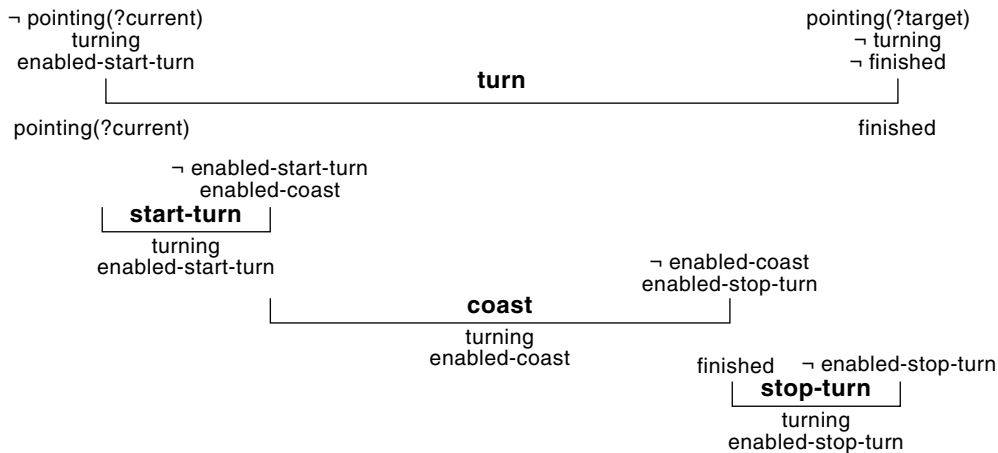 ¬ pointing(?current)
turning
enabled-start-turn
pointing(?target)
¬ turning
¬ finished
turn
pointing(?current)
finished
¬ enabled-start-turn
enabled-coast
start-turn
turning
enabled-start-turn
¬ enabled-coast
enabled-stop-turn
coast
turning
enabled-coast
finished
¬ enabled-stop-turn
stop-turn
turning
enabled-stop-turn